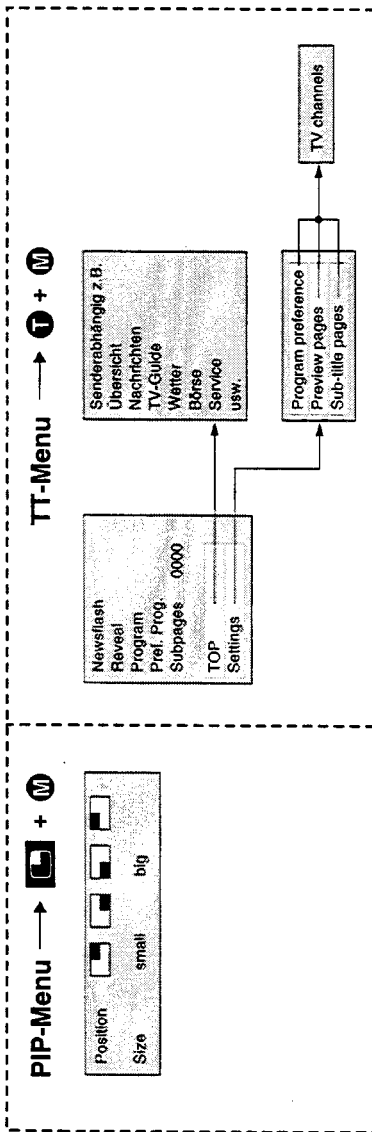 PIP-Menu + M
Position
Size small big
TT-Menu T + M
Newsflash
Reveal
Program
Pref. Prog.
Subpages 0000
TOP
Settings
Senderabhängig z.B.
Übersicht
Nachrichten
TV-Guide
Wetter
Börse
Service
usw.
Program preference
Preview pages
Sub-title pages
TV channels